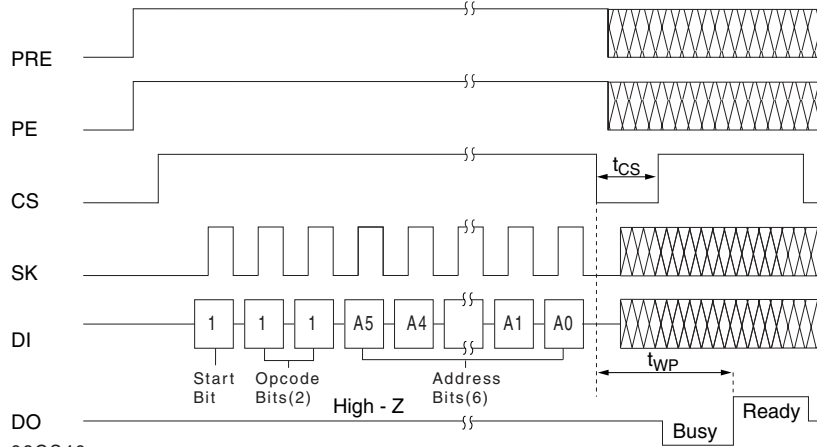 PRE
PE
CS
tCS
SK
DI
1 1 1 A5 A4 A1 A0
Start Bit
Opcode Bits(2)
Address Bits(6)
tWP
DO
High - Z
Busy
Ready